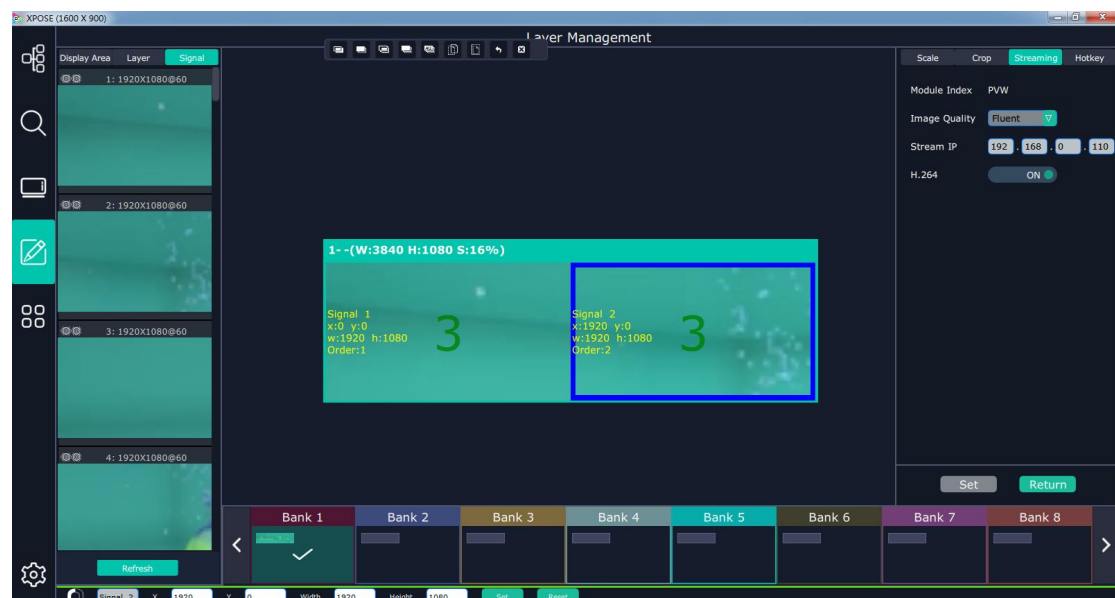 XPOSE (1600 X 900)
Layer Management
Display Area Layer Signal
1: 1920X1080@60
2: 1920X1080@60
3: 1920X1080@60
4: 1920X1080@60
Refresh
1--(W:3840 H:1080 S:16%)
Signal 1
x:0 y:0
w:1920 h:1080
Order:1
3
Signal 2
x:1920 y:0
w:1920 h:1080
Order:2
3
Scale Crop Streaming Hotkey
Module Index PVW
Image Quality Fluent
Stream IP 192 . 168 . 0 . 110
H.264 ON
Set Return
Bank 1 Bank 2 Bank 3 Bank 4 Bank 5 Bank 6 Bank 7 Bank 8
Signal 2 X 1920 Y 0 Width 1920 Height 1080 Set Reset